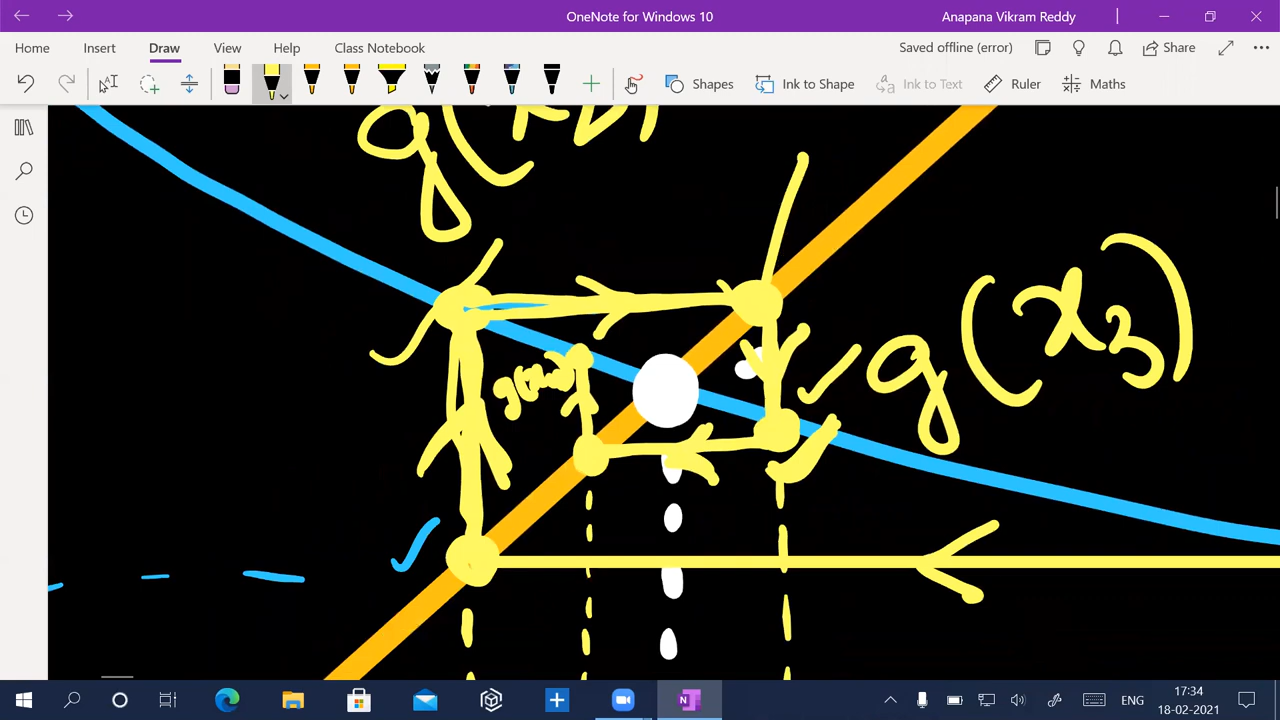 OneNote for Windows 10
Anapana Vikram Reddy
Home Insert Draw View Help Class Notebook
Saved offline (error) Share
Shapes Ink to Shape Ink to Text Ruler Maths
g(x2)
g(x3)
ENG
17:34
18-02-2021